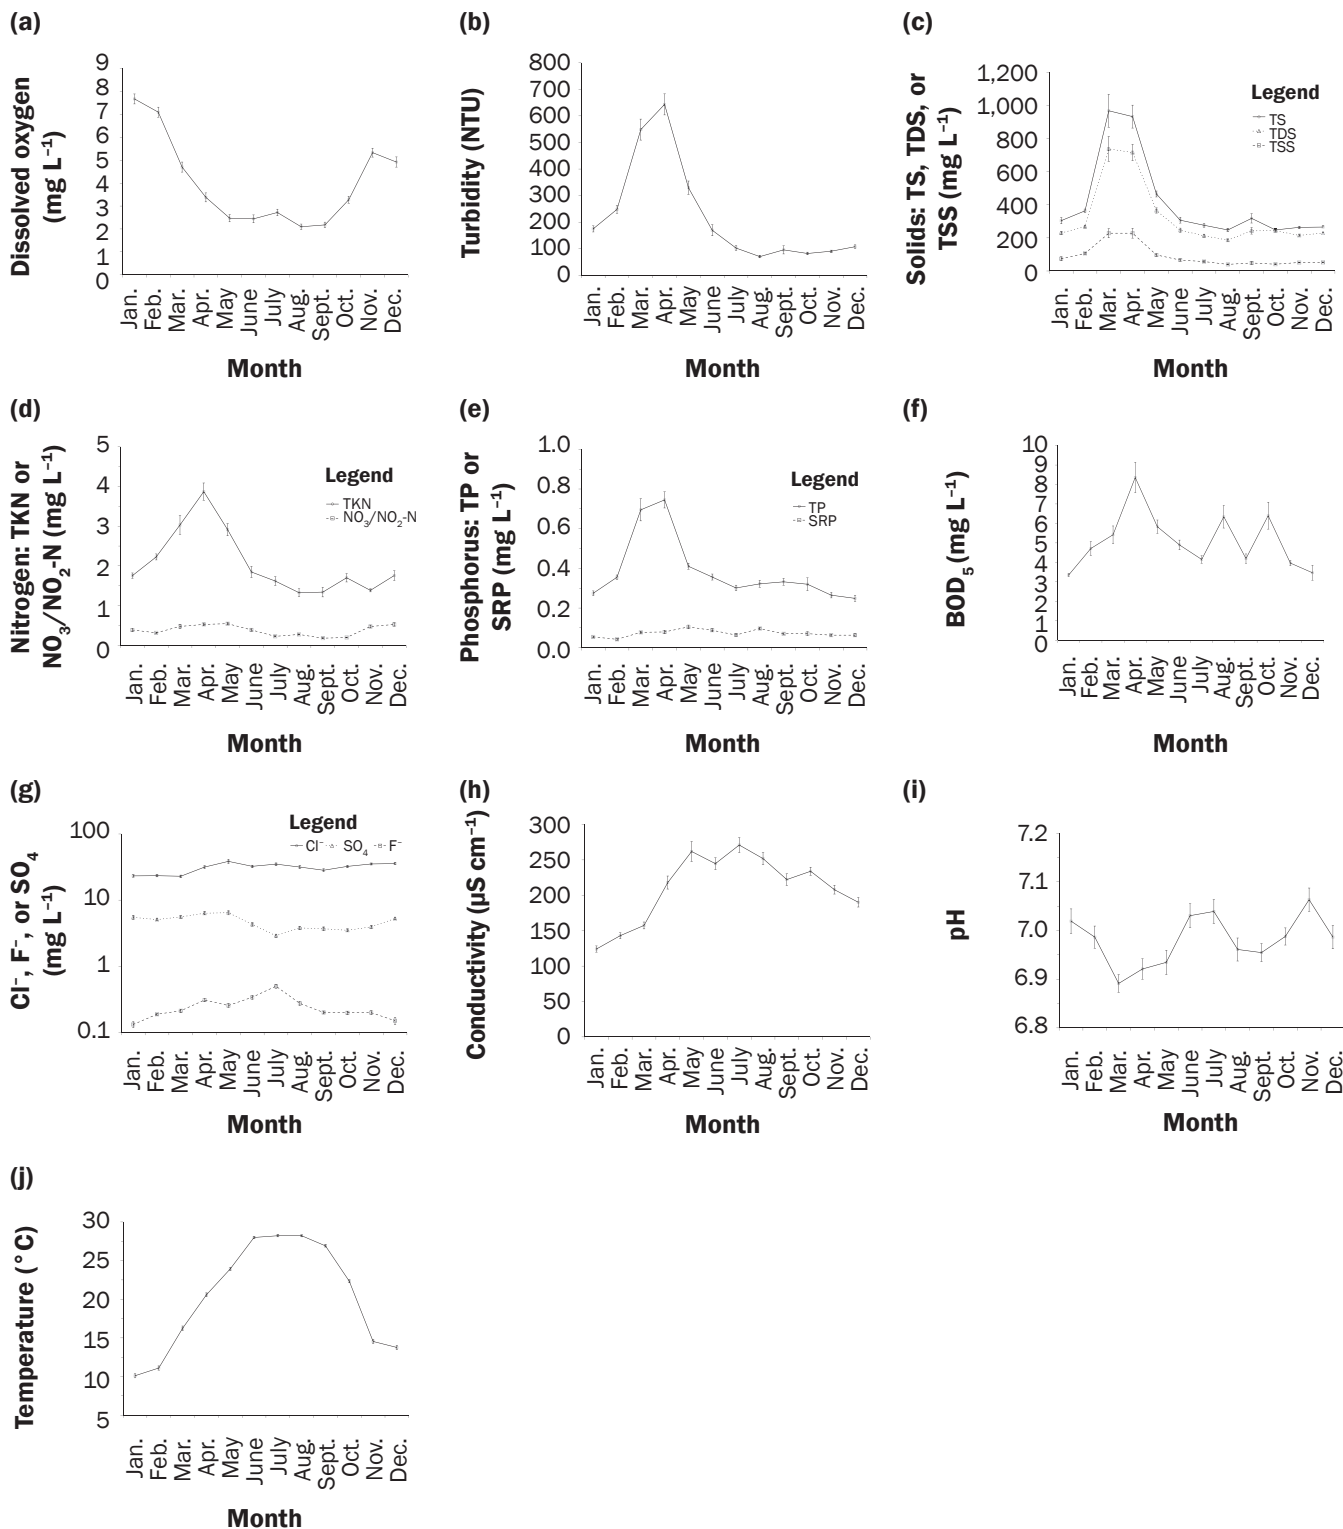 (a)
Dissolved oxygen
(mg L⁻¹)
9
8
7
6
5
4
3
2
1
0
Jan.
Feb.
Mar.
Apr.
May
June
July
Aug.
Sept.
Oct.
Nov.
Dec.
Month
(b)
Turbidity (NTU)
800
700
600
500
400
300
200
100
0
Jan.
Feb.
Mar.
Apr.
May
June
July
Aug.
Sept.
Oct.
Nov.
Dec.
Month
(c)
Solids: TS, TDS, or
TSS (mg L⁻¹)
1,200
1,000
800
600
400
200
0
Legend
TS
TDS
TSS
Jan.
Feb.
Mar.
Apr.
May
June
July
Aug.
Sept.
Oct.
Nov.
Dec.
Month
(d)
Nitrogen: TKN or
NO₃/NO₂-N (mg L⁻¹)
5
4
3
2
1
0
Legend
TKN
NO₃/NO₂-N
Jan.
Feb.
Mar.
Apr.
May
June
July
Aug.
Sept.
Oct.
Nov.
Dec.
Month
(e)
Phosphorus: TP or
SRP (mg L⁻¹)
1.0
0.8
0.6
0.4
0.2
0.0
Legend
TP
SRP
Jan.
Feb.
Mar.
Apr.
May
June
July
Aug.
Sept.
Oct.
Nov.
Dec.
Month
(f)
BOD₅ (mg L⁻¹)
10
9
8
7
6
5
4
3
2
1
0
Jan.
Feb.
Mar.
Apr.
May
June
July
Aug.
Sept.
Oct.
Nov.
Dec.
Month
(g)
Cl⁻, F⁻, or SO₄
(mg L⁻¹)
100
10
1
0.1
Legend
Cl⁻ SO₄ F⁻
Jan.
Feb.
Mar.
Apr.
May
June
July
Aug.
Sept.
Oct.
Nov.
Dec.
Month
(h)
Conductivity (µS cm⁻¹)
300
250
200
150
100
50
0
Jan.
Feb.
Mar.
Apr.
May
June
July
Aug.
Sept.
Oct.
Nov.
Dec.
Month
(i)
pH
7.2
7.1
7.0
6.9
6.8
Jan.
Feb.
Mar.
Apr.
May
June
July
Aug.
Sept.
Oct.
Nov.
Dec.
Month
(j)
Temperature (°C)
30
25
20
15
10
5
Jan.
Feb.
Mar.
Apr.
May
June
July
Aug.
Sept.
Oct.
Nov.
Dec.
Month